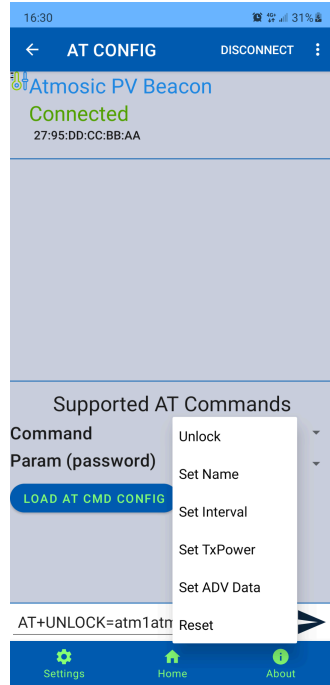 16:30 31%
AT CONFIG DISCONNECT
Atmosic PV Beacon
Connected
27:95:DD:CC:BB:AA
Supported AT Commands
Command
Param (password)
LOAD AT CMD CONFIG
Unlock
Set Name
Set Interval
Set TxPower
Set ADV Data
Reset
AT+UNLOCK=atm1atm
Settings Home About